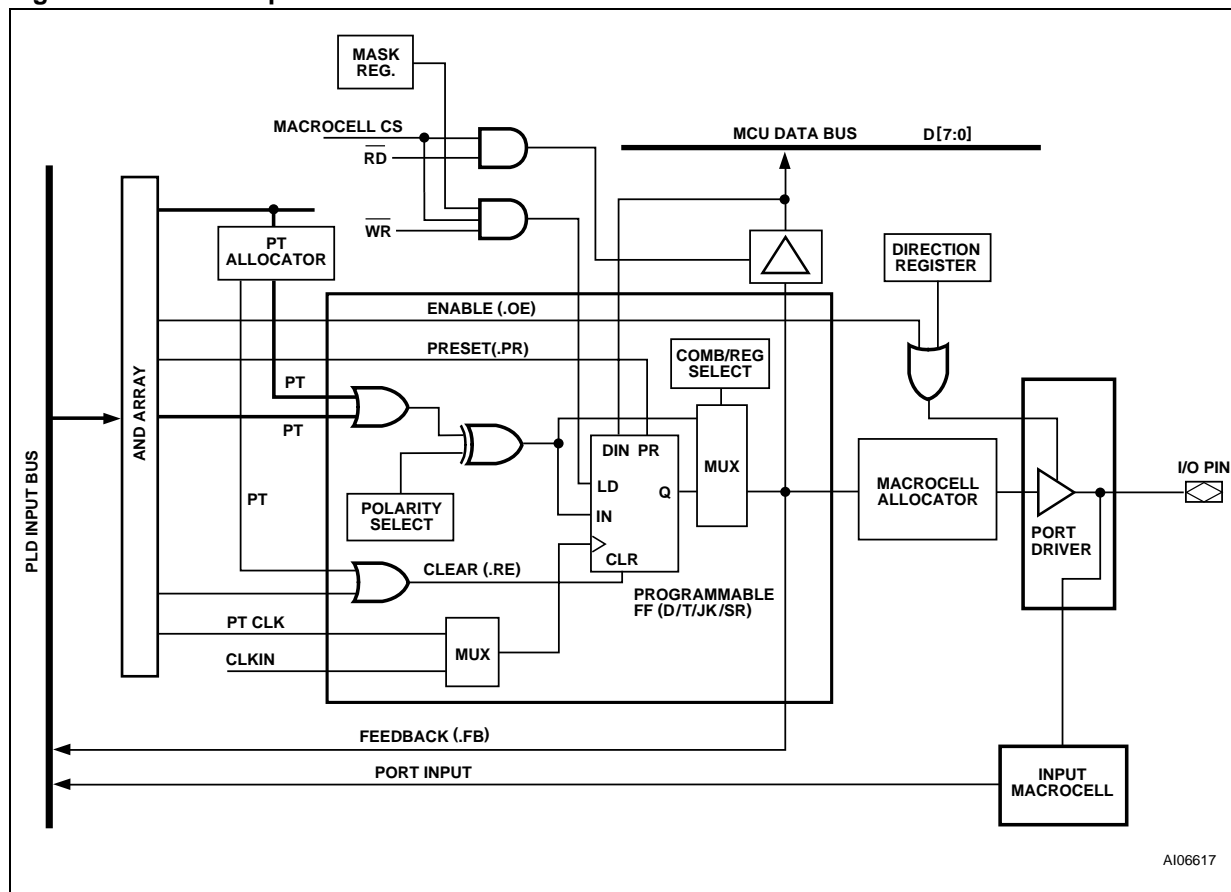 MASK
REG.
MACROCELL CS
RD
WR
MCU DATA BUS D[7:0]
PT
ALLOCATOR
DIRECTION
REGISTER
ENABLE (.OE)
PRESET(.PR)
COMB/REG
SELECT
PT
PT
PT
PLD INPUT BUS
AND ARRAY
POLARITY
SELECT
DIN PR
LD
IN
Q
CLR
MUX
MACROCELL
ALLOCATOR
PORT
DRIVER
I/O PIN
CLEAR (.RE)
PROGRAMMABLE
FF (D/T/JK/SR)
PT CLK
CLKIN
MUX
FEEDBACK (.FB)
PORT INPUT
INPUT
MACROCELL
AI06617